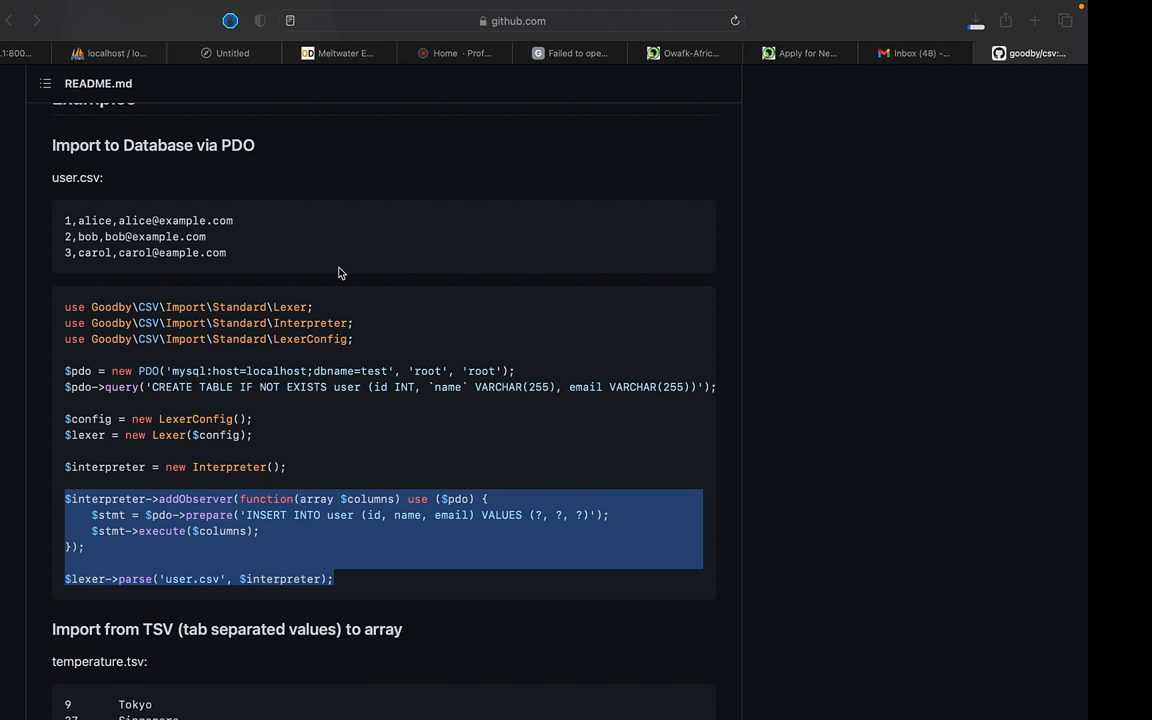 github.com
1:800...
localhost / lo...
Untitled
Meltwater E...
Home · Prof...
Failed to ope...
Owafk-Afric...
Apply for Ne...
Inbox (48) -...
goodby/csv:...
README.md
Examples
Import to Database via PDO
user.csv:
1,alice,alice@example.com
2,bob,bob@example.com
3,carol,carol@eample.com
use Goodby\CSV\Import\Standard\Lexer;
use Goodby\CSV\Import\Standard\Interpreter;
use Goodby\CSV\Import\Standard\LexerConfig;
$pdo = new PDO('mysql:host=localhost;dbname=test', 'root', 'root');
$pdo->query('CREATE TABLE IF NOT EXISTS user (id INT, `name` VARCHAR(255), email VARCHAR(255))');
$config = new LexerConfig();
$lexer = new Lexer($config);
$interpreter = new Interpreter();
$interpreter->addObserver(function(array $columns) use ($pdo) {
    $stmt = $pdo->prepare('INSERT INTO user (id, name, email) VALUES (?, ?, ?)');
    $stmt->execute($columns);
});
$lexer->parse('user.csv', $interpreter);
Import from TSV (tab separated values) to array
temperature.tsv:
9 Tokyo
27 Singapore